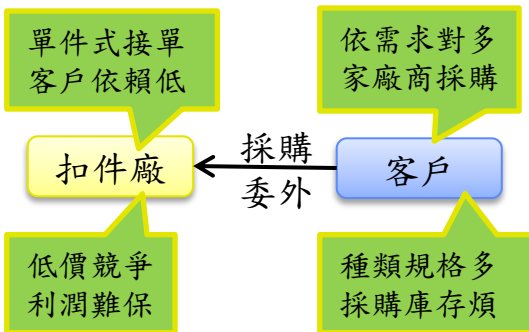 單件式接單
客戶依賴低
依需求對多
家廠商採購
扣件廠
採購
委外
客戶
低價競爭
利潤難保
種類規格多
採購庫存煩